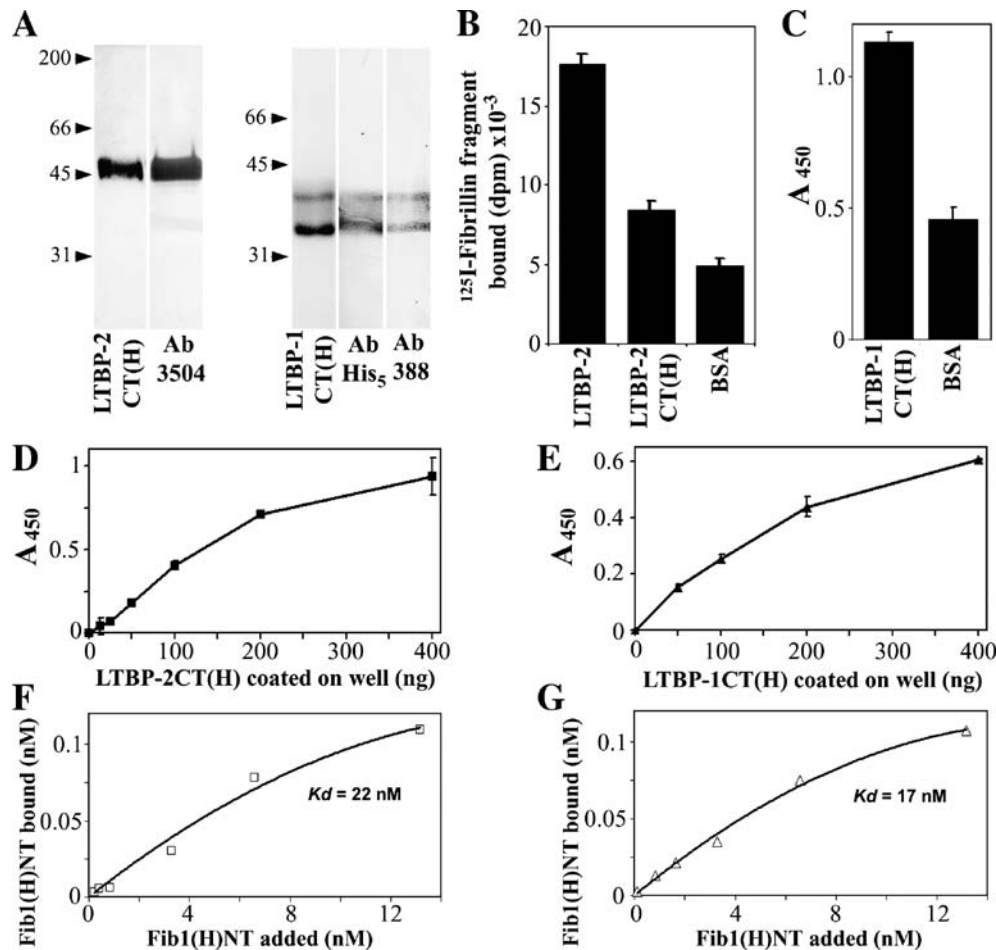 A
200
66
45
31
LTBP-2
CT(H)
Ab
3504
66
45
31
LTBP-1
CT(H)
Ab
His5
Ab
388
B
20
15
10
5
0
125I-Fibrillin fragment
bound (dpm) x10-3
LTBP-2
LTBP-2
CT(H)
BSA
C
1.0
0.5
0
A450
LTBP-1
CT(H)
BSA
D
1
0.5
0
A450
0 100 200 300 400
LTBP-2CT(H) coated on well (ng)
E
0.6
0.4
0.2
0
A450
0 100 200 300 400
LTBP-1CT(H) coated on well (ng)
F
0.1
0.05
0
Fib1(H)NT bound (nM)
Kd = 22 nM
0 4 8 12
Fib1(H)NT added (nM)
G
0.1
0.05
0
Fib1(H)NT bound (nM)
Kd = 17 nM
0 4 8 12
Fib1(H)NT added (nM)